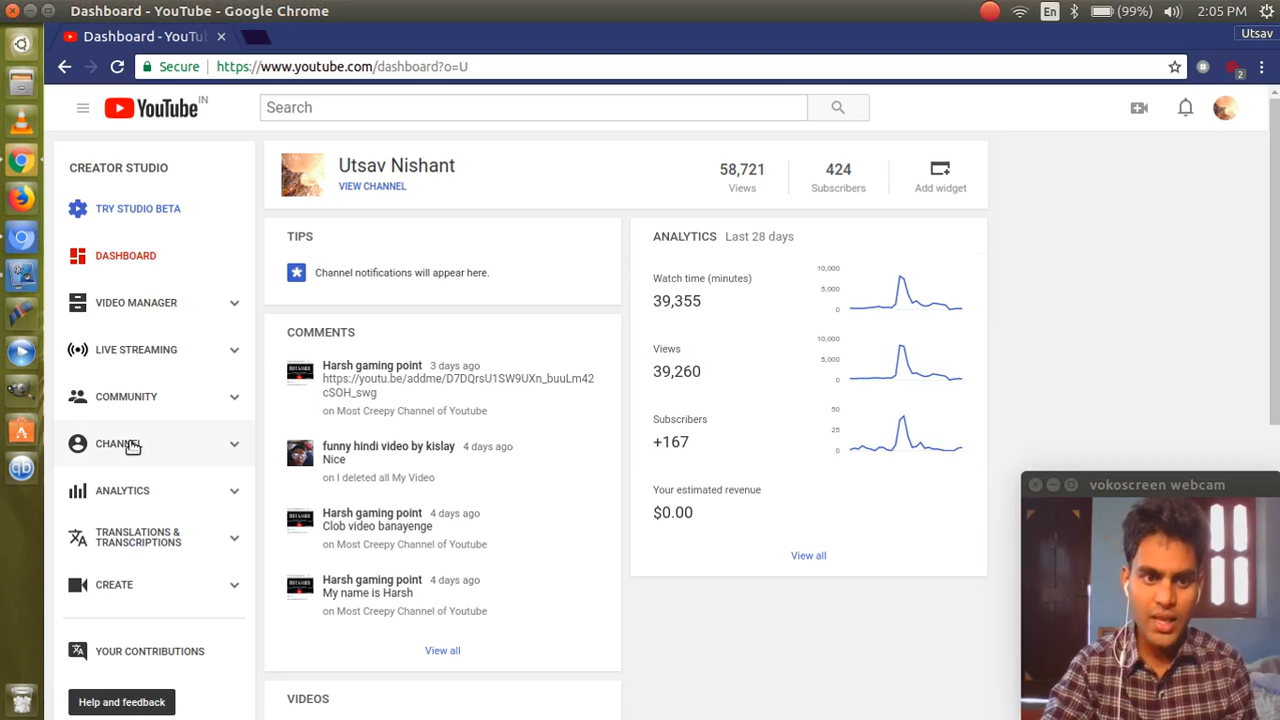 Dashboard - YouTube - Google Chrome
En
(99%)
2:05 PM
Dashboard - YouTu
Utsav
Secure
https://www.youtube.com/dashboard?o=U
2
YouTube IN
Search
CREATOR STUDIO
TRY STUDIO BETA
DASHBOARD
VIDEO MANAGER
LIVE STREAMING
COMMUNITY
CHANNEL
ANALYTICS
TRANSLATIONS &
TRANSCRIPTIONS
CREATE
YOUR CONTRIBUTIONS
Help and feedback
Utsav Nishant
VIEW CHANNEL
58,721
Views
424
Subscribers
Add widget
TIPS
Channel notifications will appear here.
COMMENTS
Harsh gaming point 3 days ago
https://youtu.be/addme/D7DQrsU1SW9UXn_buuLm42
cSOH_swg
on Most Creepy Channel of Youtube
funny hindi video by kislay 4 days ago
Nice
on I deleted all My Video
Harsh gaming point 4 days ago
Clob video banayenge
on Most Creepy Channel of Youtube
Harsh gaming point 4 days ago
My name is Harsh
on Most Creepy Channel of Youtube
View all
VIDEOS
ANALYTICS Last 28 days
Watch time (minutes)
39,355
10,000
5,000
0
Views
39,260
10,000
5,000
0
Subscribers
+167
50
25
0
Your estimated revenue
$0.00
View all
vokoscreen webcam
qb